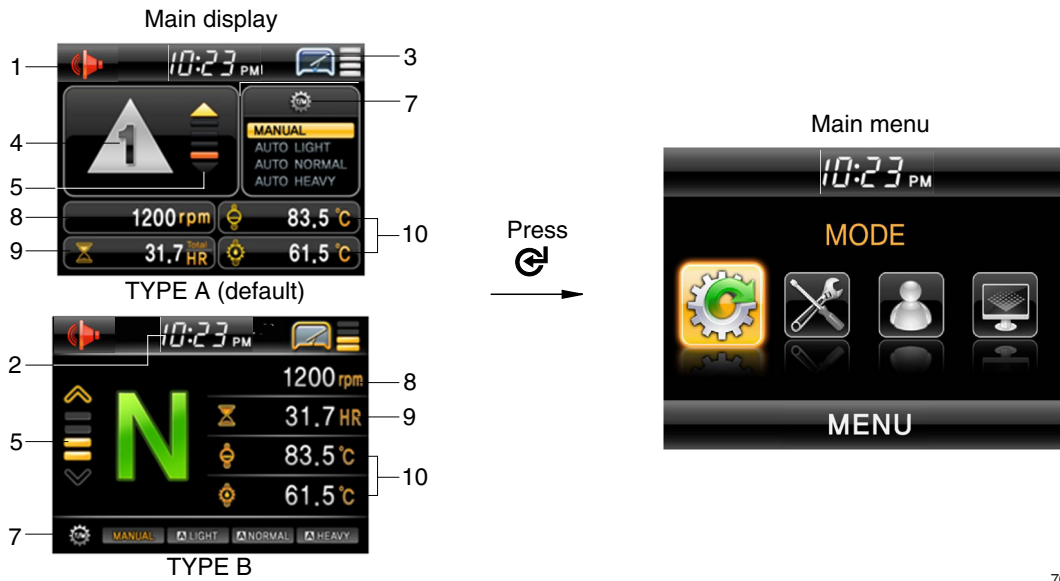 Main display
1
10:23 PM
3
7
4
1
MANUAL
AUTO LIGHT
AUTO NORMAL
AUTO HEAVY
T/M
5
8
1200 rpm
83.5 °C
9
31.7 Total HR
61.5 °C
10
TYPE A (default)
10:23 PM
2
1200 rpm
8
N
31.7 HR
9
5
83.5 °C
61.5 °C
10
7
T/M
MANUAL
A LIGHT
A NORMAL
A HEAVY
TYPE B
Press
Main menu
10:23 PM
MODE
MENU